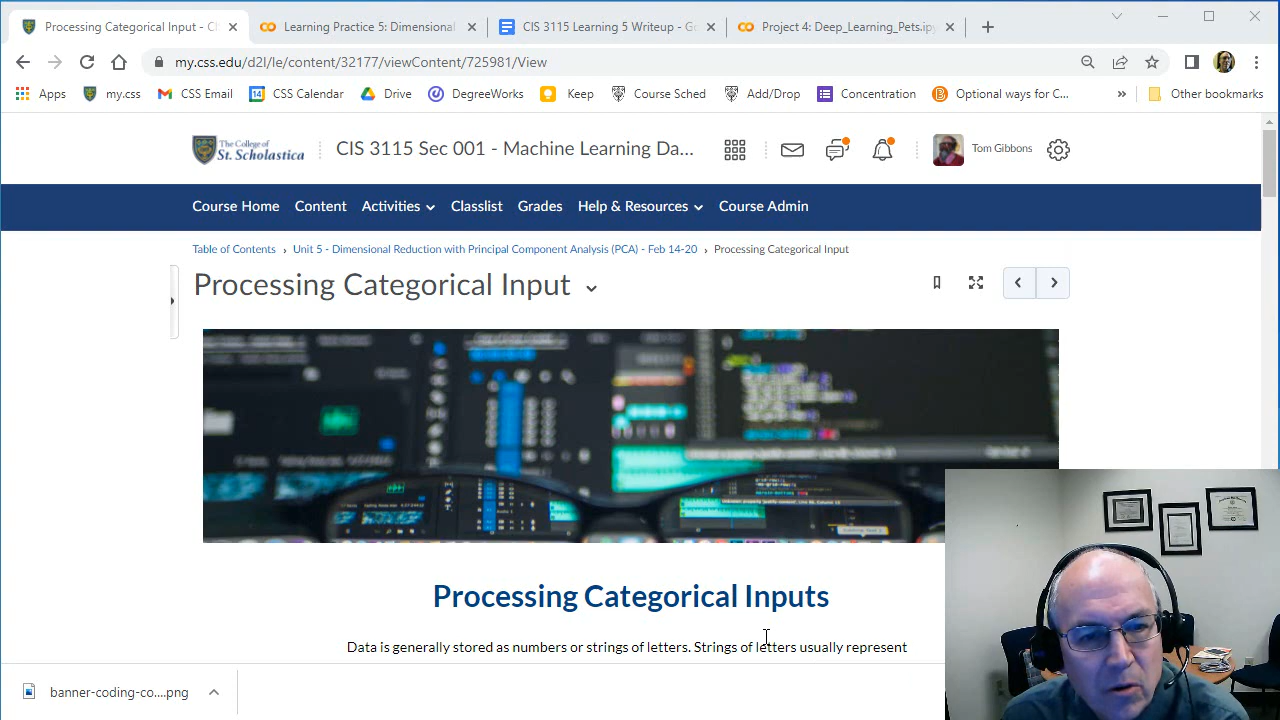 Processing Categorical Input - C
Learning Practice 5: Dimensional
CIS 3115 Learning 5 Writeup - Go
Project 4: Deep_Learning_Pets.ipy
my.css.edu/d2l/le/content/32177/viewContent/725981/View
Apps
my.css
CSS Email
CSS Calendar
Drive
DegreeWorks
Keep
Course Sched
Add/Drop
Concentration
Optional ways for C...
»
Other bookmarks
The College of
St. Scholastica
CIS 3115 Sec 001 - Machine Learning Da...
Tom Gibbons
Course Home
Content
Activities
Classlist
Grades
Help & Resources
Course Admin
Table of Contents › Unit 5 - Dimensional Reduction with Principal Component Analysis (PCA) - Feb 14-20 › Processing Categorical Input
Processing Categorical Input
Processing Categorical Inputs
Data is generally stored as numbers or strings of letters. Strings of letters usually represent
banner-coding-co....png